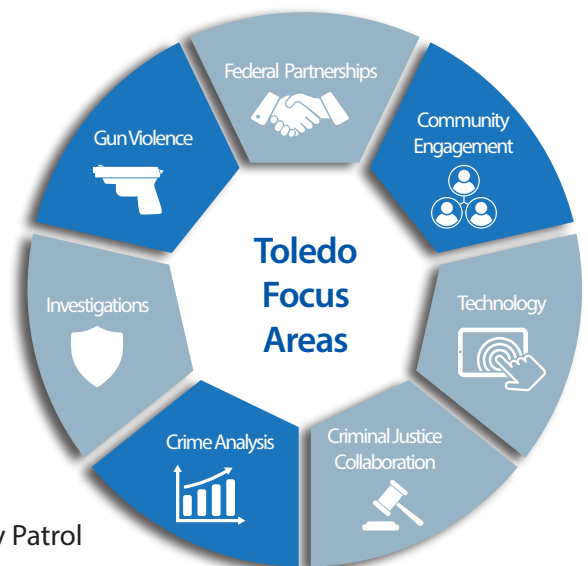 Federal Partnerships
Community
Engagement
Technology
Criminal Justice
Collaboration
Crime Analysis
Investigations
Gun Violence
Toledo
Focus
Areas
Patrol